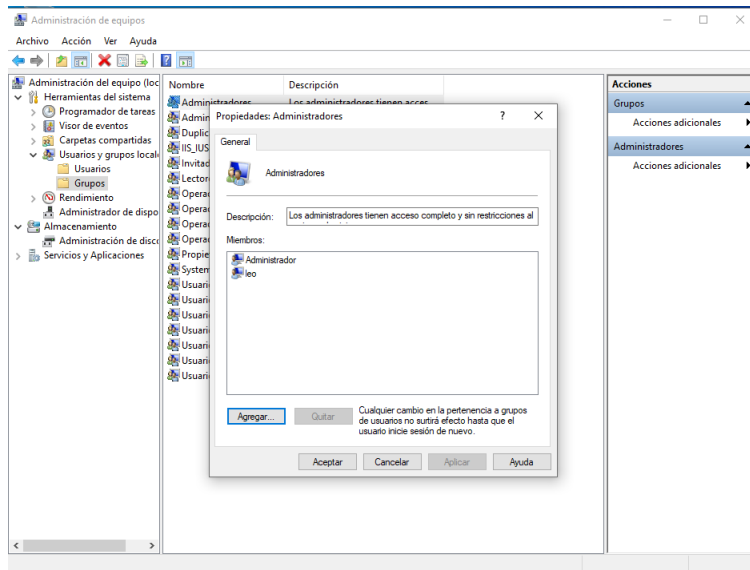 Administración de equipos
Archivo Acción Ver Ayuda
Administración del equipo (loc
Herramientas del sistema
Programador de tareas
Visor de eventos
Carpetas compartidas
Usuarios y grupos local
Usuarios
Grupos
Rendimiento
Administrador de dispo
Almacenamiento
Administración de disco
Servicios y Aplicaciones
Nombre Descripción
Administradores Los administradores tienen acces
Admin
Duplic
IIS_IUS
Invitad
Lector
Opera
Opera
Opera
Opera
Propie
System
Usuari
Usuari
Usuari
Usuari
Usuari
Usuari
Usuari
Propiedades: Administradores ? ×
General
Administradores
Descripción: Los administradores tienen acceso completo y sin restricciones al
Miembros:
Administrador
leo
Agregar... Quitar
Cualquier cambio en la pertenencia a grupos
de usuarios no surtirá efecto hasta que el
usuario inicie sesión de nuevo.
Aceptar Cancelar Aplicar Ayuda
Acciones
Grupos
Acciones adicionales
Administradores
Acciones adicionales